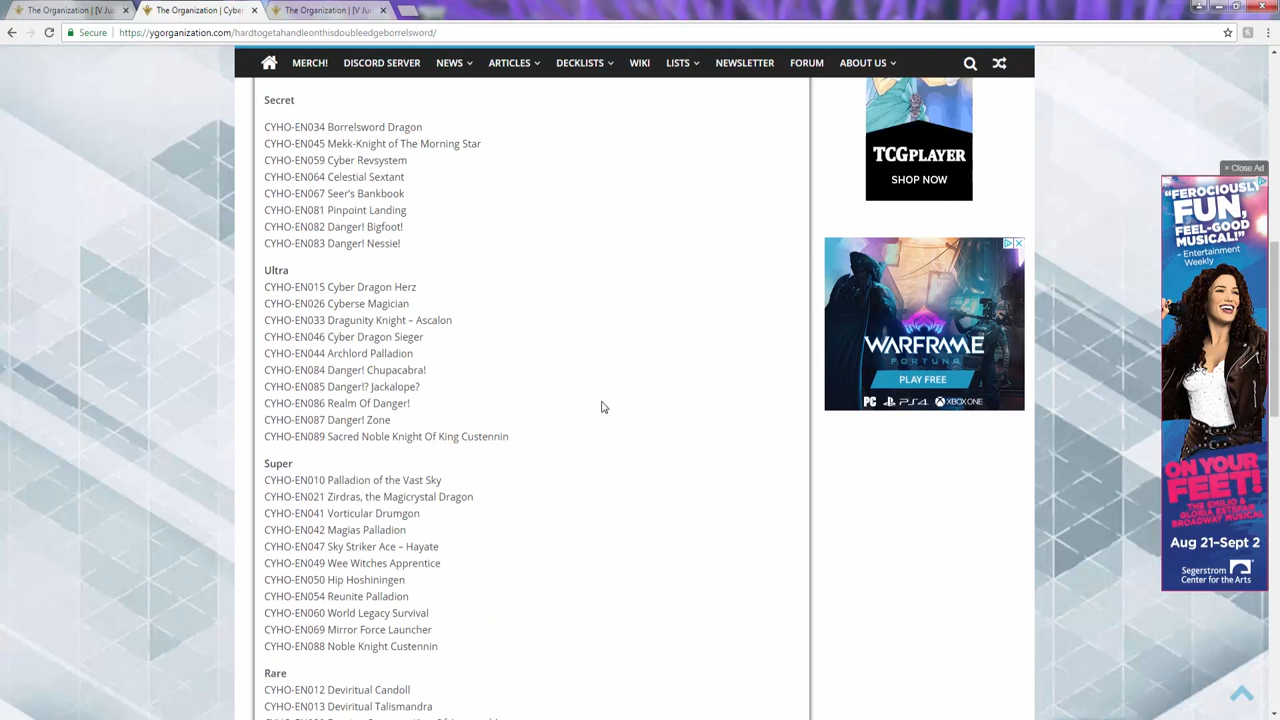 The Organization | [V Ju
The Organization | Cyber
The Organization | [V Ju
Secure
https://ygorganization.com/hardtogetahandleonthisdoubleedgeborrelsword/
MERCH! DISCORD SERVER NEWS ARTICLES DECKLISTS WIKI LISTS NEWSLETTER FORUM ABOUT US
Secret
CYHO-EN034 Borrelsword Dragon
CYHO-EN045 Mekk-Knight of The Morning Star
CYHO-EN059 Cyber Revsystem
CYHO-EN064 Celestial Sextant
CYHO-EN067 Seer's Bankbook
CYHO-EN081 Pinpoint Landing
CYHO-EN082 Danger! Bigfoot!
CYHO-EN083 Danger! Nessie!
Ultra
CYHO-EN015 Cyber Dragon Herz
CYHO-EN026 Cyberse Magician
CYHO-EN033 Dragunity Knight – Ascalon
CYHO-EN046 Cyber Dragon Sieger
CYHO-EN044 Archlord Palladion
CYHO-EN084 Danger! Chupacabra!
CYHO-EN085 Danger!? Jackalope?
CYHO-EN086 Realm Of Danger!
CYHO-EN087 Danger! Zone
CYHO-EN089 Sacred Noble Knight Of King Custennin
Super
CYHO-EN010 Palladion of the Vast Sky
CYHO-EN021 Zirdras, the Magicrystal Dragon
CYHO-EN041 Vorticular Drumgon
CYHO-EN042 Magias Palladion
CYHO-EN047 Sky Striker Ace – Hayate
CYHO-EN049 Wee Witches Apprentice
CYHO-EN050 Hip Hoshiningen
CYHO-EN054 Reunite Palladion
CYHO-EN060 World Legacy Survival
CYHO-EN069 Mirror Force Launcher
CYHO-EN088 Noble Knight Custennin
Rare
CYHO-EN012 Deviritual Candoll
CYHO-EN013 Deviritual Talismandra
TCGPLAYER
SHOP NOW
WARFRAME
FORTUNA
PLAY FREE
PC PS4 XBOX ONE
× Close Ad
"FEROCIOUSLY
FUN,
FEEL-GOOD
MUSICAL!"
– Entertainment
Weekly
ON YOUR
FEET!
THE EMILIO &
GLORIA ESTEFAN
BROADWAY MUSICAL
Aug 21–Sept 2
Segerstrom
Center for the Arts